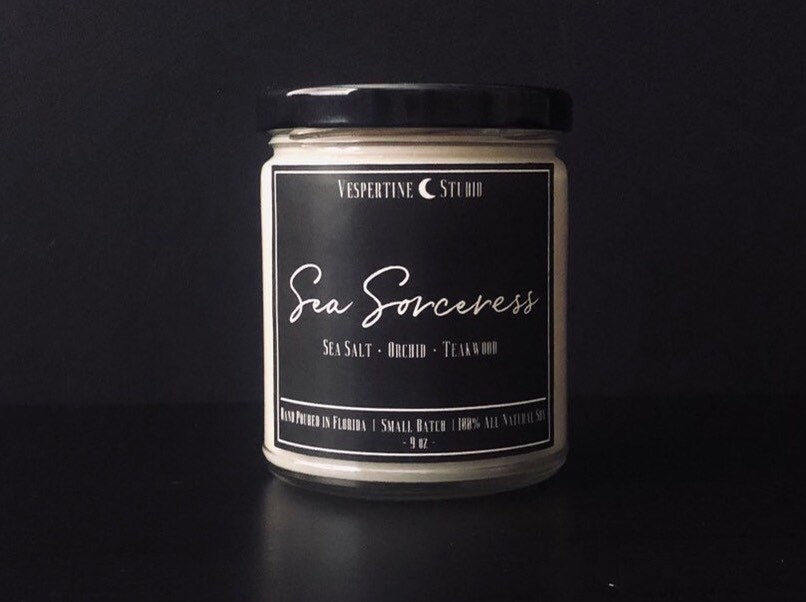 Vespertine Studio
Sea Sorceress
Sea Salt · Orchid · Teakwood
Hand Poured in Florida | Small Batch | 100% All Natural Soy
- 9 oz -